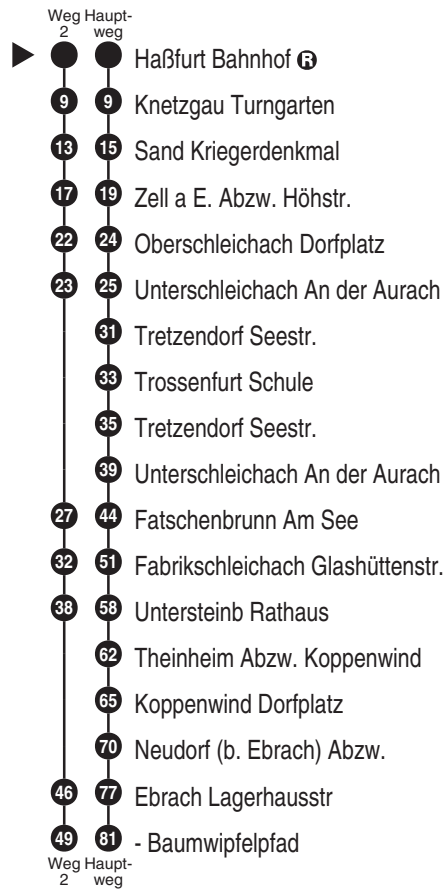 Weg Haupt-
2 weg
Haßfurt Bahnhof R
9 9 Knetzgau Turngarten
13 15 Sand Kriegerdenkmal
17 19 Zell a E. Abzw. Höhstr.
22 24 Oberschleichach Dorfplatz
23 25 Unterschleichach An der Aurach
31 Tretzendorf Seestr.
33 Trossenfurt Schule
35 Tretzendorf Seestr.
39 Unterschleichach An der Aurach
27 44 Fatschenbrunn Am See
32 51 Fabrikschleichach Glashüttenstr.
38 58 Untersteinb Rathaus
62 Theinheim Abzw. Koppenwind
65 Koppenwind Dorfplatz
70 Neudorf (b. Ebrach) Abzw.
46 77 Ebrach Lagerhausstr
49 81 - Baumwipfelpfad
Weg Haupt-
2 weg